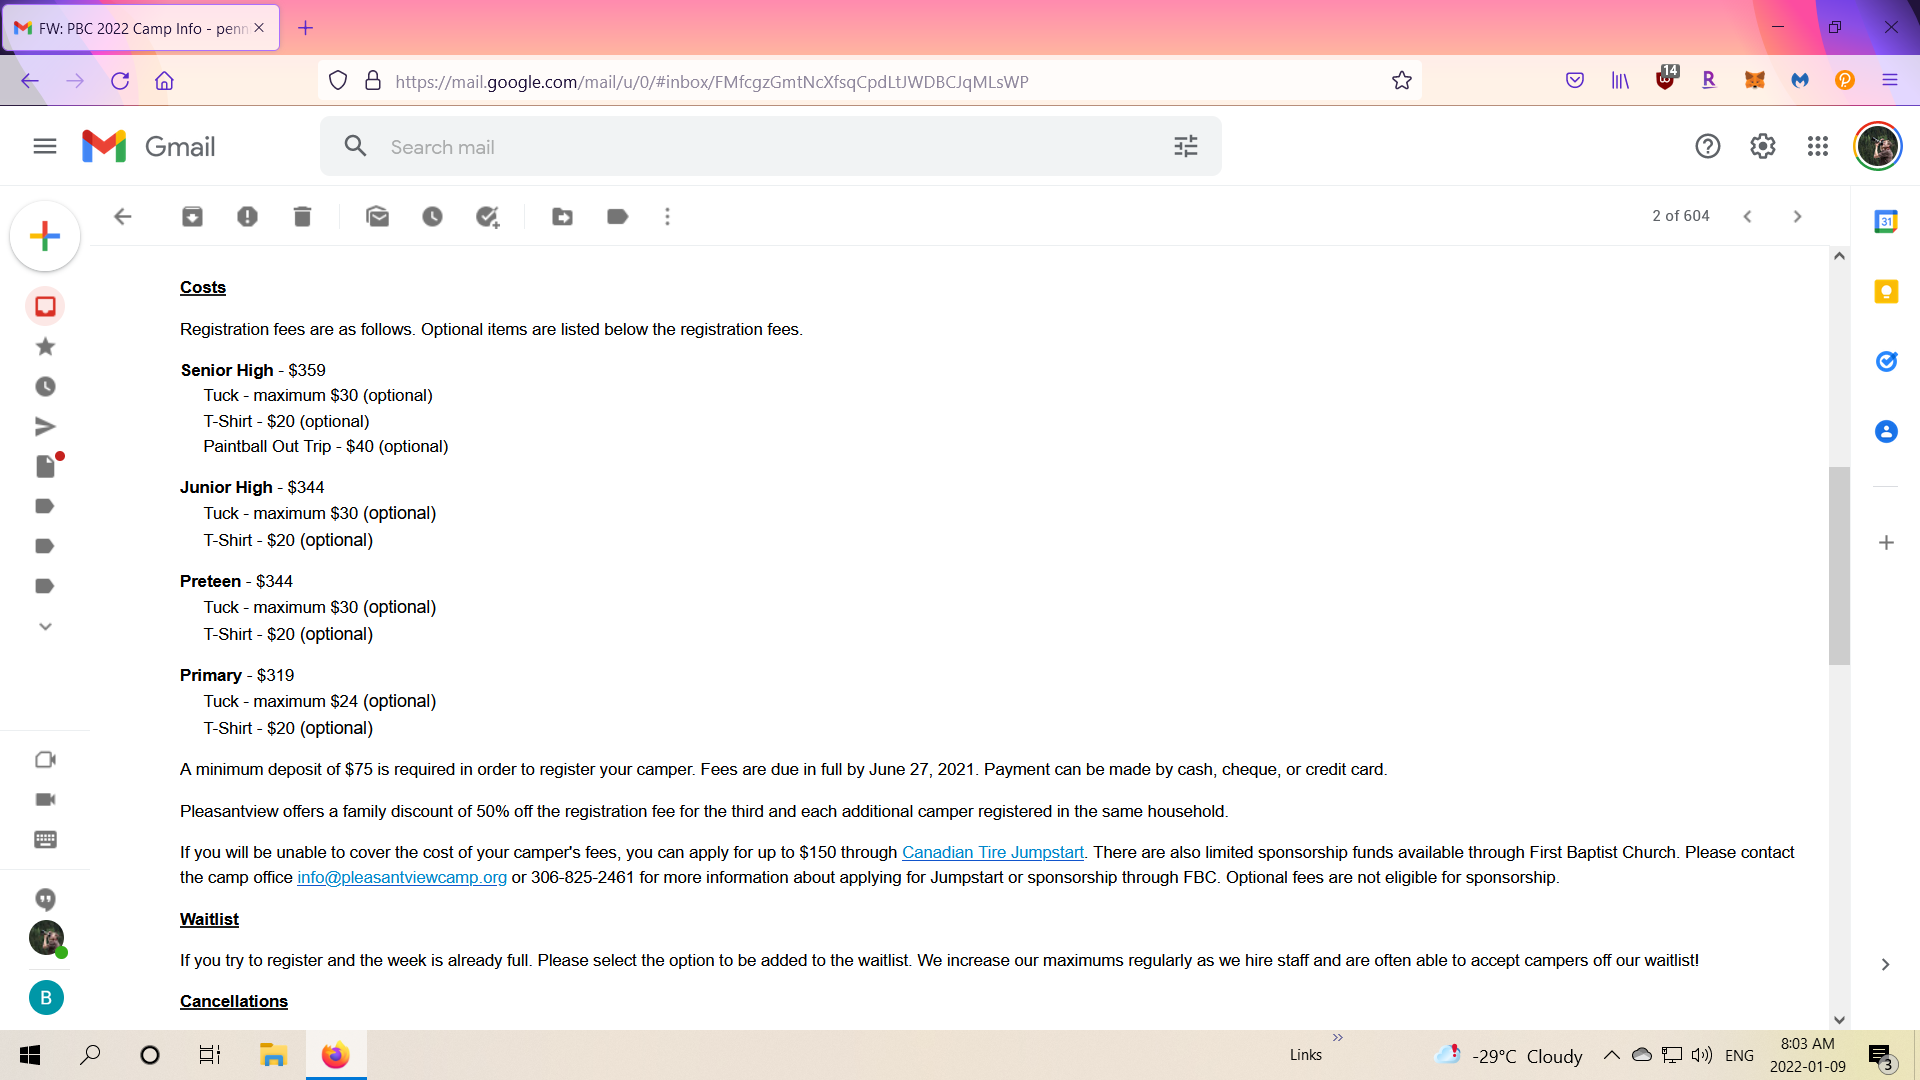 FW: PBC 2022 Camp Info - penn
https://mail.google.com/mail/u/0/#inbox/FMfcgzGmtNcXfsqCpdLtJWDBCJqMLsWP
14
Gmail
Search mail
2 of 604
31
Costs
Registration fees are as follows. Optional items are listed below the registration fees.
Senior High - $359
Tuck - maximum $30 (optional)
T-Shirt - $20 (optional)
Paintball Out Trip - $40 (optional)
Junior High - $344
Tuck - maximum $30 (optional)
T-Shirt - $20 (optional)
Preteen - $344
Tuck - maximum $30 (optional)
T-Shirt - $20 (optional)
Primary - $319
Tuck - maximum $24 (optional)
T-Shirt - $20 (optional)
A minimum deposit of $75 is required in order to register your camper. Fees are due in full by June 27, 2021. Payment can be made by cash, cheque, or credit card.
Pleasantview offers a family discount of 50% off the registration fee for the third and each additional camper registered in the same household.
If you will be unable to cover the cost of your camper's fees, you can apply for up to $150 through Canadian Tire Jumpstart. There are also limited sponsorship funds available through First Baptist Church. Please contact
the camp office info@pleasantviewcamp.org or 306-825-2461 for more information about applying for Jumpstart or sponsorship through FBC. Optional fees are not eligible for sponsorship.
Waitlist
If you try to register and the week is already full. Please select the option to be added to the waitlist. We increase our maximums regularly as we hire staff and are often able to accept campers off our waitlist!
Cancellations
B
Links
-29°C Cloudy
ENG
8:03 AM
2022-01-09
3